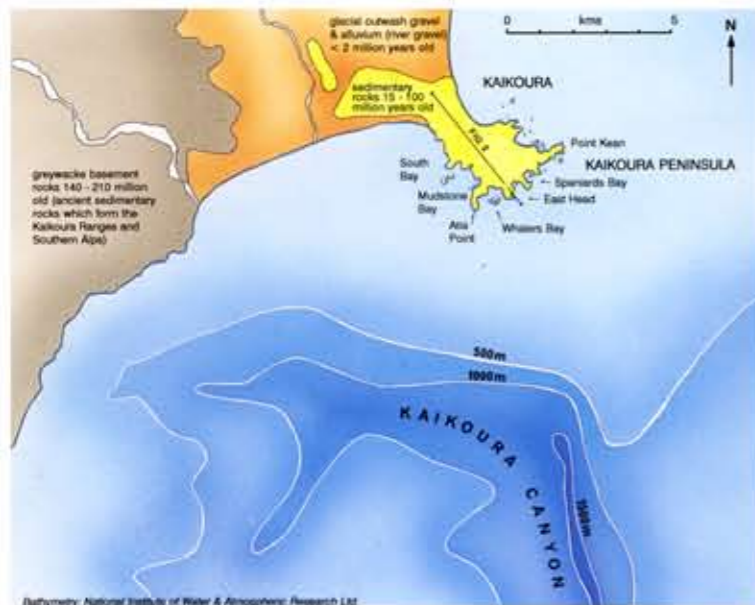 glacial outwash gravel
& alluvium (river gravel)
< 2 million years old
0 kms 5
N
KAIKOURA
sedimentary
rocks 15 - 100
million years old
FIG 2
Point Kean
KAIKOURA PENINSULA
South
Bay
Spaniards Bay
Mudstone
Bay
East Head
Atia
Point
Whalers Bay
greywacke basement
rocks 140 - 210 million
old (ancient sedimentary
rocks which form the
Kaikoura Ranges and
Southern Alps)
500m
1000m
KAIKOURA CANYON
1500m
Bathymetry: National Institute of Water & Atmospheric Research Ltd